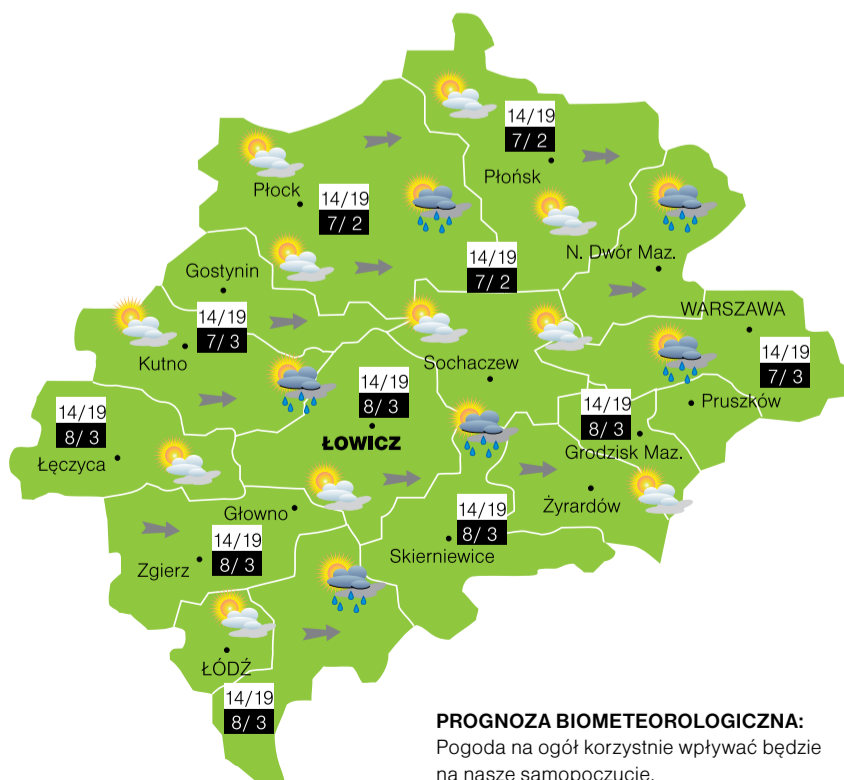 14/19
7/ 2
Płońsk
Płock
14/19
7/ 2
N. Dwór Maz.
14/19
7/ 2
Gostynin
WARSZAWA
14/19
7/ 3
Kutno
14/19
7/ 3
Sochaczew
14/19
8/ 3
ŁOWICZ
Pruszków
14/19
8/ 3
Grodzisk Maz.
14/19
8/ 3
Łęczyca
Żyrardów
Głowno
14/19
8/ 3
Skierniewice
14/19
8/ 3
Zgierz
ŁÓDŹ
14/19
8/ 3
PROGNOZA BIOMETEOROLOGICZNA:
Pogoda na ogół korzystnie wpływać będzie
na nasze samopoczucie.